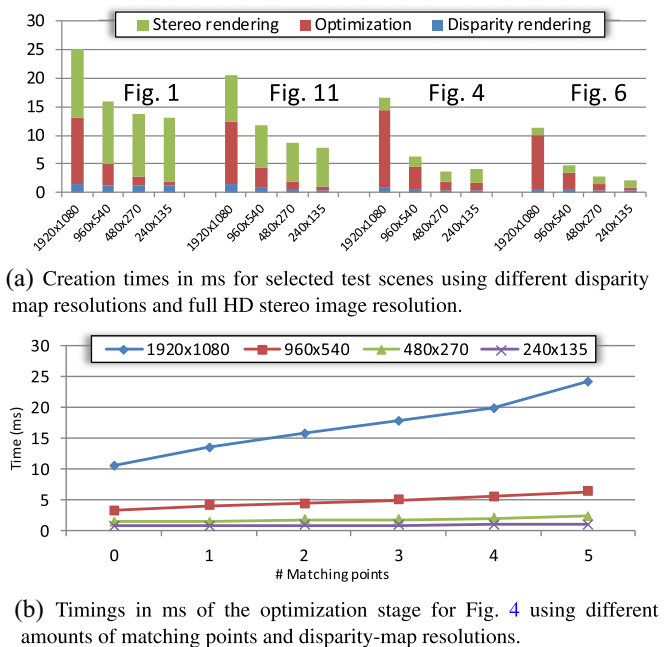 30
25
20
15
10
5
0
Stereo rendering Optimization Disparity rendering
Fig. 1 Fig. 11 Fig. 4 Fig. 6
1920x1080 960x540 480x270 240x135 1920x1080 960x540 480x270 240x135 1920x1080 960x540 480x270 240x135 1920x1080 960x540 480x270 240x135
(a) Creation times in ms for selected test scenes using different disparity
map resolutions and full HD stereo image resolution.
30
25
20
15
10
5
0
Time (ms)
1920x1080 960x540 480x270 240x135
0 1 2 3 4 5
# Matching points
(b) Timings in ms of the optimization stage for Fig. 4 using different
amounts of matching points and disparity-map resolutions.